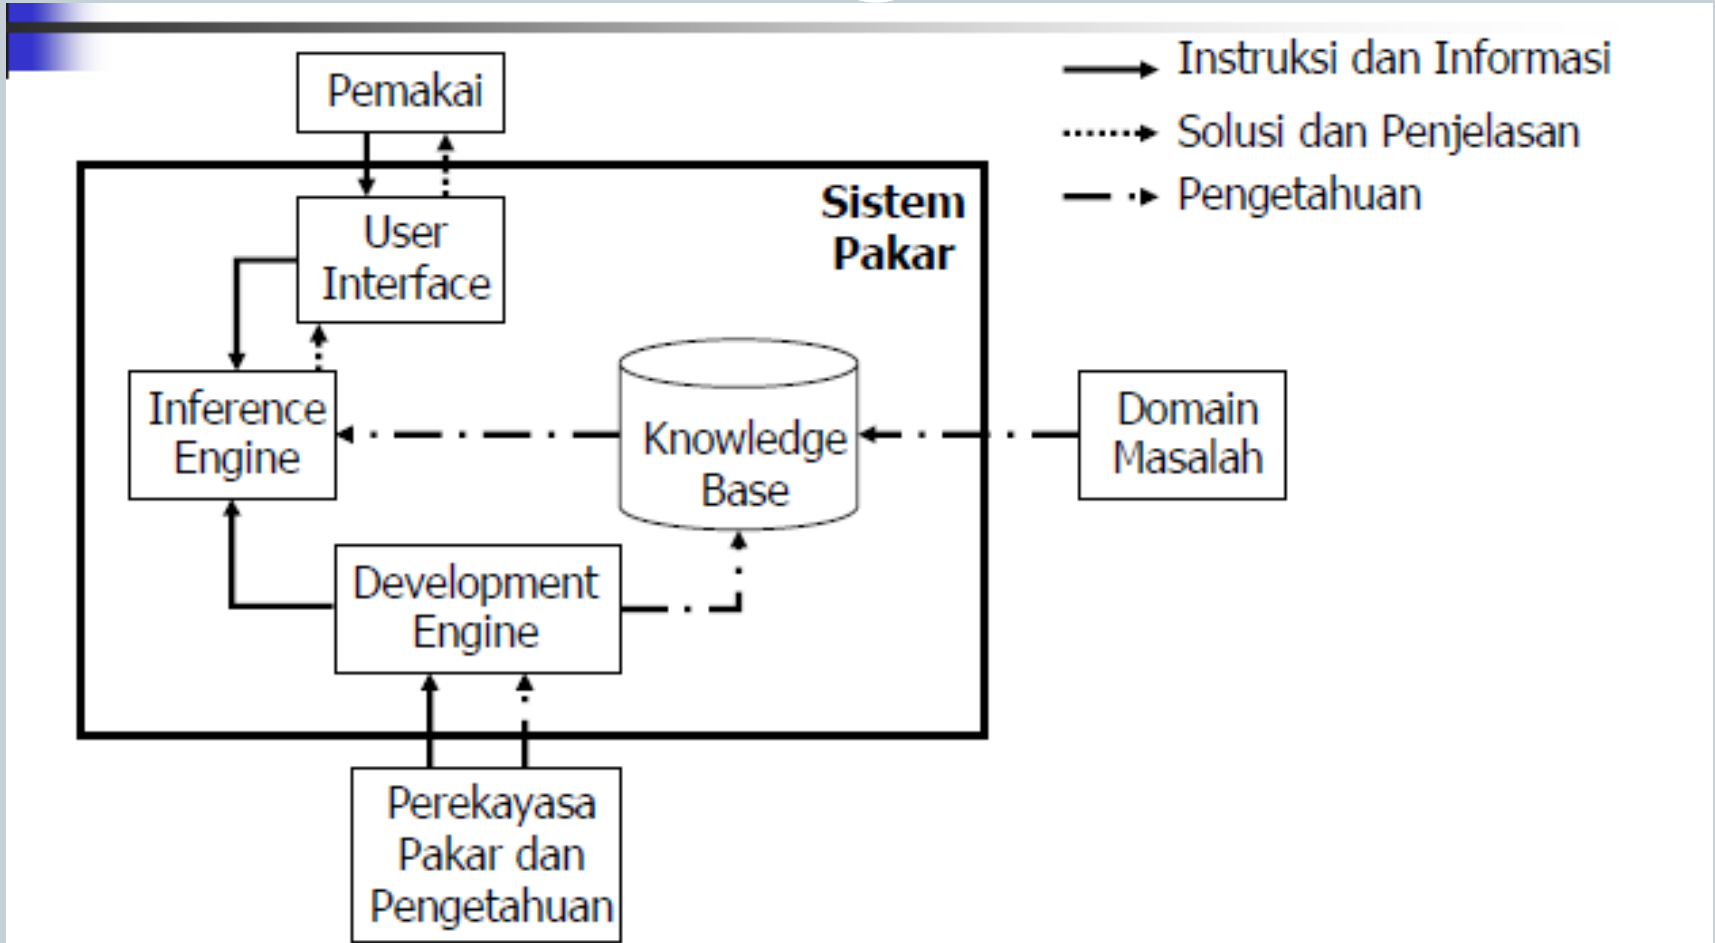 Pemakai
Instruksi dan Informasi
Solusi dan Penjelasan
Pengetahuan
Sistem
Pakar
User
Interface
Inference
Engine
Knowledge
Base
Domain
Masalah
Development
Engine
Perekayasa
Pakar dan
Pengetahuan